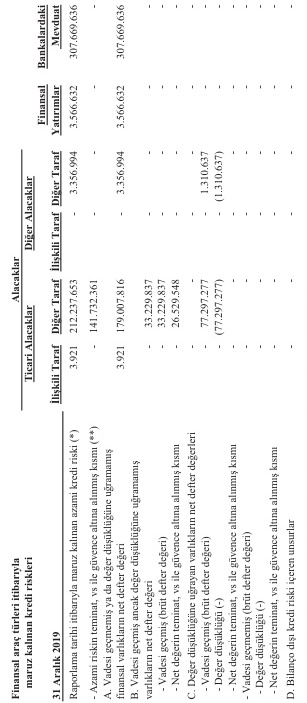 Finansal araç türleri itibarıyla
maruz kalınan kredi riskleri
Alacaklar
Ticari Alacaklar Diğer Alacaklar Finansal Bankalardaki
31 Aralık 2019 İlişkili Taraf Diğer Taraf İlişkili Taraf Diğer Taraf Yatırımlar Mevduat
Raporlama tarihi itibarıyla maruz kalınan azami kredi riski (*) 3.921 212.237.653 - 3.356.994 3.566.632 307.669.636
- Azami riskin teminat, vs ile güvence altına alınmış kısmı (**) - 141.732.361 - - - -
A. Vadesi geçmemiş ya da değer düşüklüğüne uğramamış
finansal varlıkların net defter değeri 3.921 179.007.816 - 3.356.994 3.566.632 307.669.636
B. Vadesi geçmiş ancak değer düşüklüğüne uğramamış
varlıkların net defter değeri - 33.229.837 - - - -
- Vadesi geçmiş (brüt defter değeri) - 33.229.837 - - - -
- Net değerin teminat, vs ile güvence altına alınmış kısmı - 26.529.548 - - - -
C. Değer düşüklüğüne uğrayan varlıkların net defter değerleri - - - - - -
- Vadesi geçmiş (brüt defter değeri) - 77.297.277 - 1.310.637 - -
- Değer düşüklüğü (-) - (77.297.277) - (1.310.637) - -
- Net değerin teminat, vs ile güvence altına alınmış kısmı - - - - - -
- Vadesi geçmemiş (brüt defter değeri) - - - - - -
- Değer düşüklüğü (-) - - - - - -
- Net değerin teminat, vs ile güvence altına alınmış kısmı - - - - - -
D. Bilanço dışı kredi riski içeren unsurlar - - - - - -